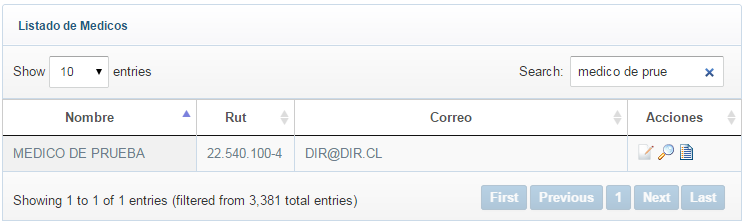 Listado de Medicos
Show 10 entries Search: medico de prue
Nombre Rut Correo Acciones
MEDICO DE PRUEBA 22.540.100-4 DIR@DIR.CL
Showing 1 to 1 of 1 entries (filtered from 3,381 total entries) First Previous 1 Next Last